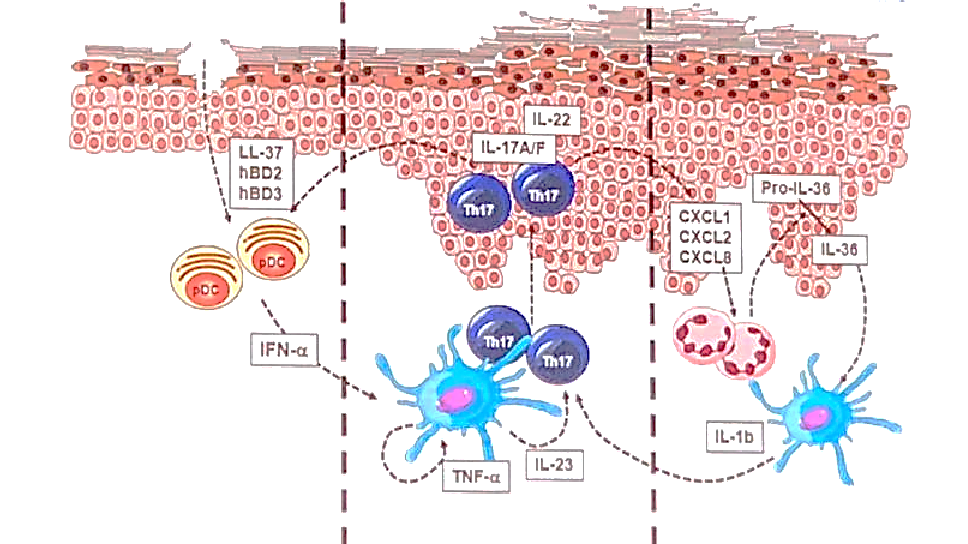 IL-22
IL-17A/F
LL-37
hBD2
hBD3
Th17
Th17
Pro-IL-36
CXCL1
CXCL2
CXCL8
IL-36
pDC
pDC
IFN-α
Th17
Th17
IL-1b
TNF-α
IL-23